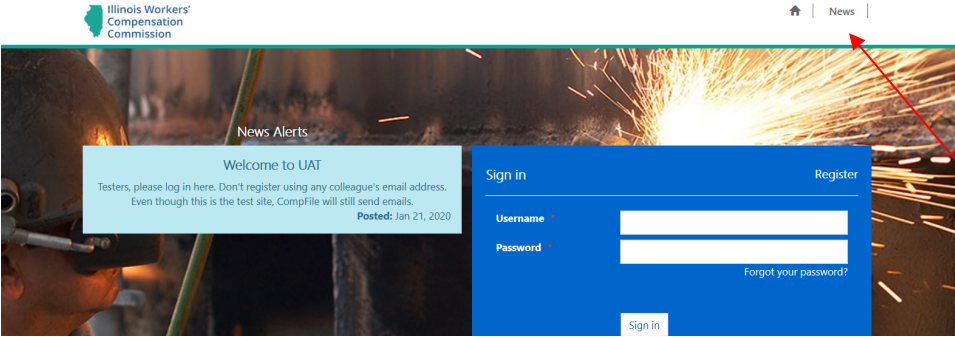 Illinois Workers'
Compensation
Commission
News
News Alerts
Welcome to UAT
Testers, please log in here. Don't register using any colleague's email address.
Even though this is the test site, CompFile will still send emails.
Posted: Jan 21, 2020
Sign in
Register
Username *
Password *
Forgot your password?
Sign in